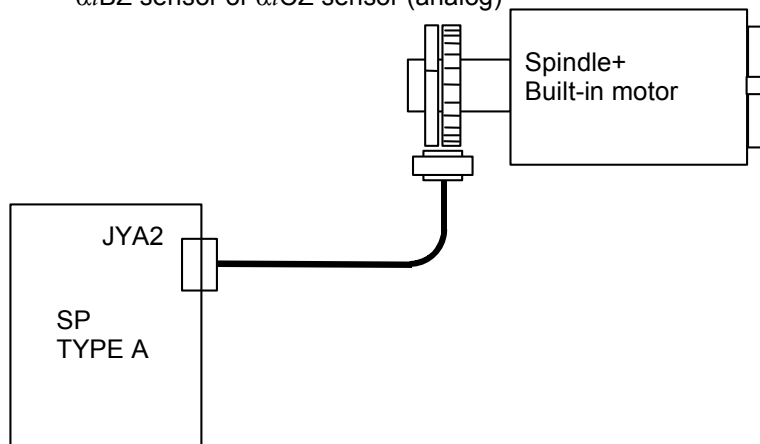 αiBZ sensor or αiCZ sensor (analog)
Spindle+
Built-in motor
JYA2
SP
TYPE A